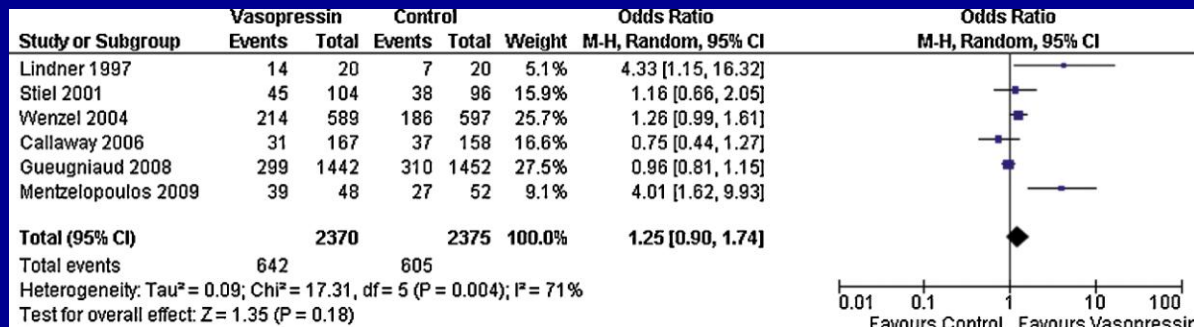 Vasopressin Control Odds Ratio Odds Ratio
Study or Subgroup Events Total Events Total Weight M-H, Random, 95% CI M-H, Random, 95% CI
Lindner 1997 14 20 7 20 5.1% 4.33 [1.15, 16.32]
Stiel 2001 45 104 38 96 15.9% 1.16 [0.66, 2.05]
Wenzel 2004 214 589 186 597 25.7% 1.26 [0.99, 1.61]
Callaway 2006 31 167 37 158 16.6% 0.75 [0.44, 1.27]
Gueugniaud 2008 299 1442 310 1452 27.5% 0.96 [0.81, 1.15]
Mentzelopoulos 2009 39 48 27 52 9.1% 4.01 [1.62, 9.93]
Total (95% CI) 2370 2375 100.0% 1.25 [0.90, 1.74]
Total events 642 605
Heterogeneity: Tau² = 0.09; Chi² = 17.31, df = 5 (P = 0.004); I² = 71%
Test for overall effect: Z = 1.35 (P = 0.18)
0.01 0.1 1 10 100
Favours Control Favours Vasopressin